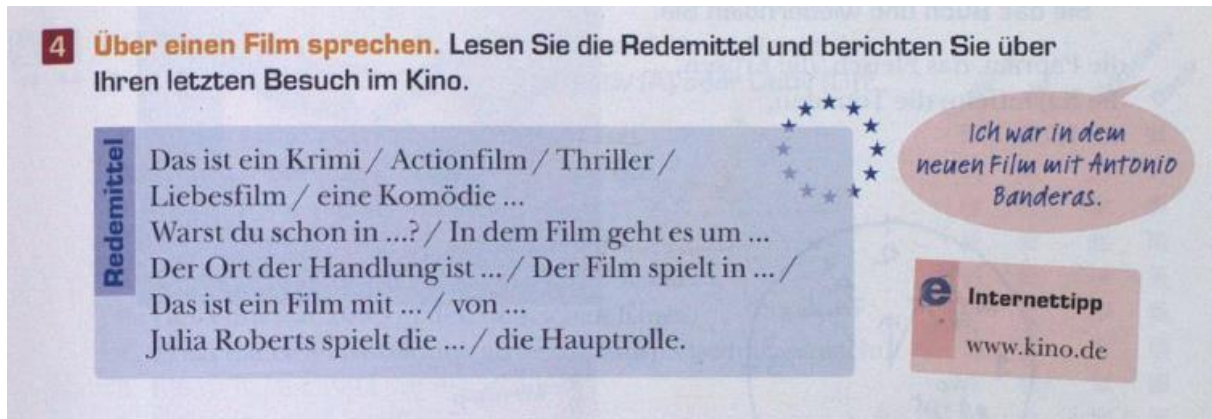 4 Über einen Film sprechen. Lesen Sie die Redemittel und berichten Sie über
Ihren letzten Besuch im Kino.
Redemittel
Das ist ein Krimi / Actionfilm / Thriller /
Liebesfilm / eine Komödie ...
Warst du schon in ...? / In dem Film geht es um ...
Der Ort der Handlung ist ... / Der Film spielt in ... /
Das ist ein Film mit ... / von ...
Julia Roberts spielt die ... / die Hauptrolle.
Ich war in dem
neuen Film mit Antonio
Banderas.
e Internettipp
www.kino.de